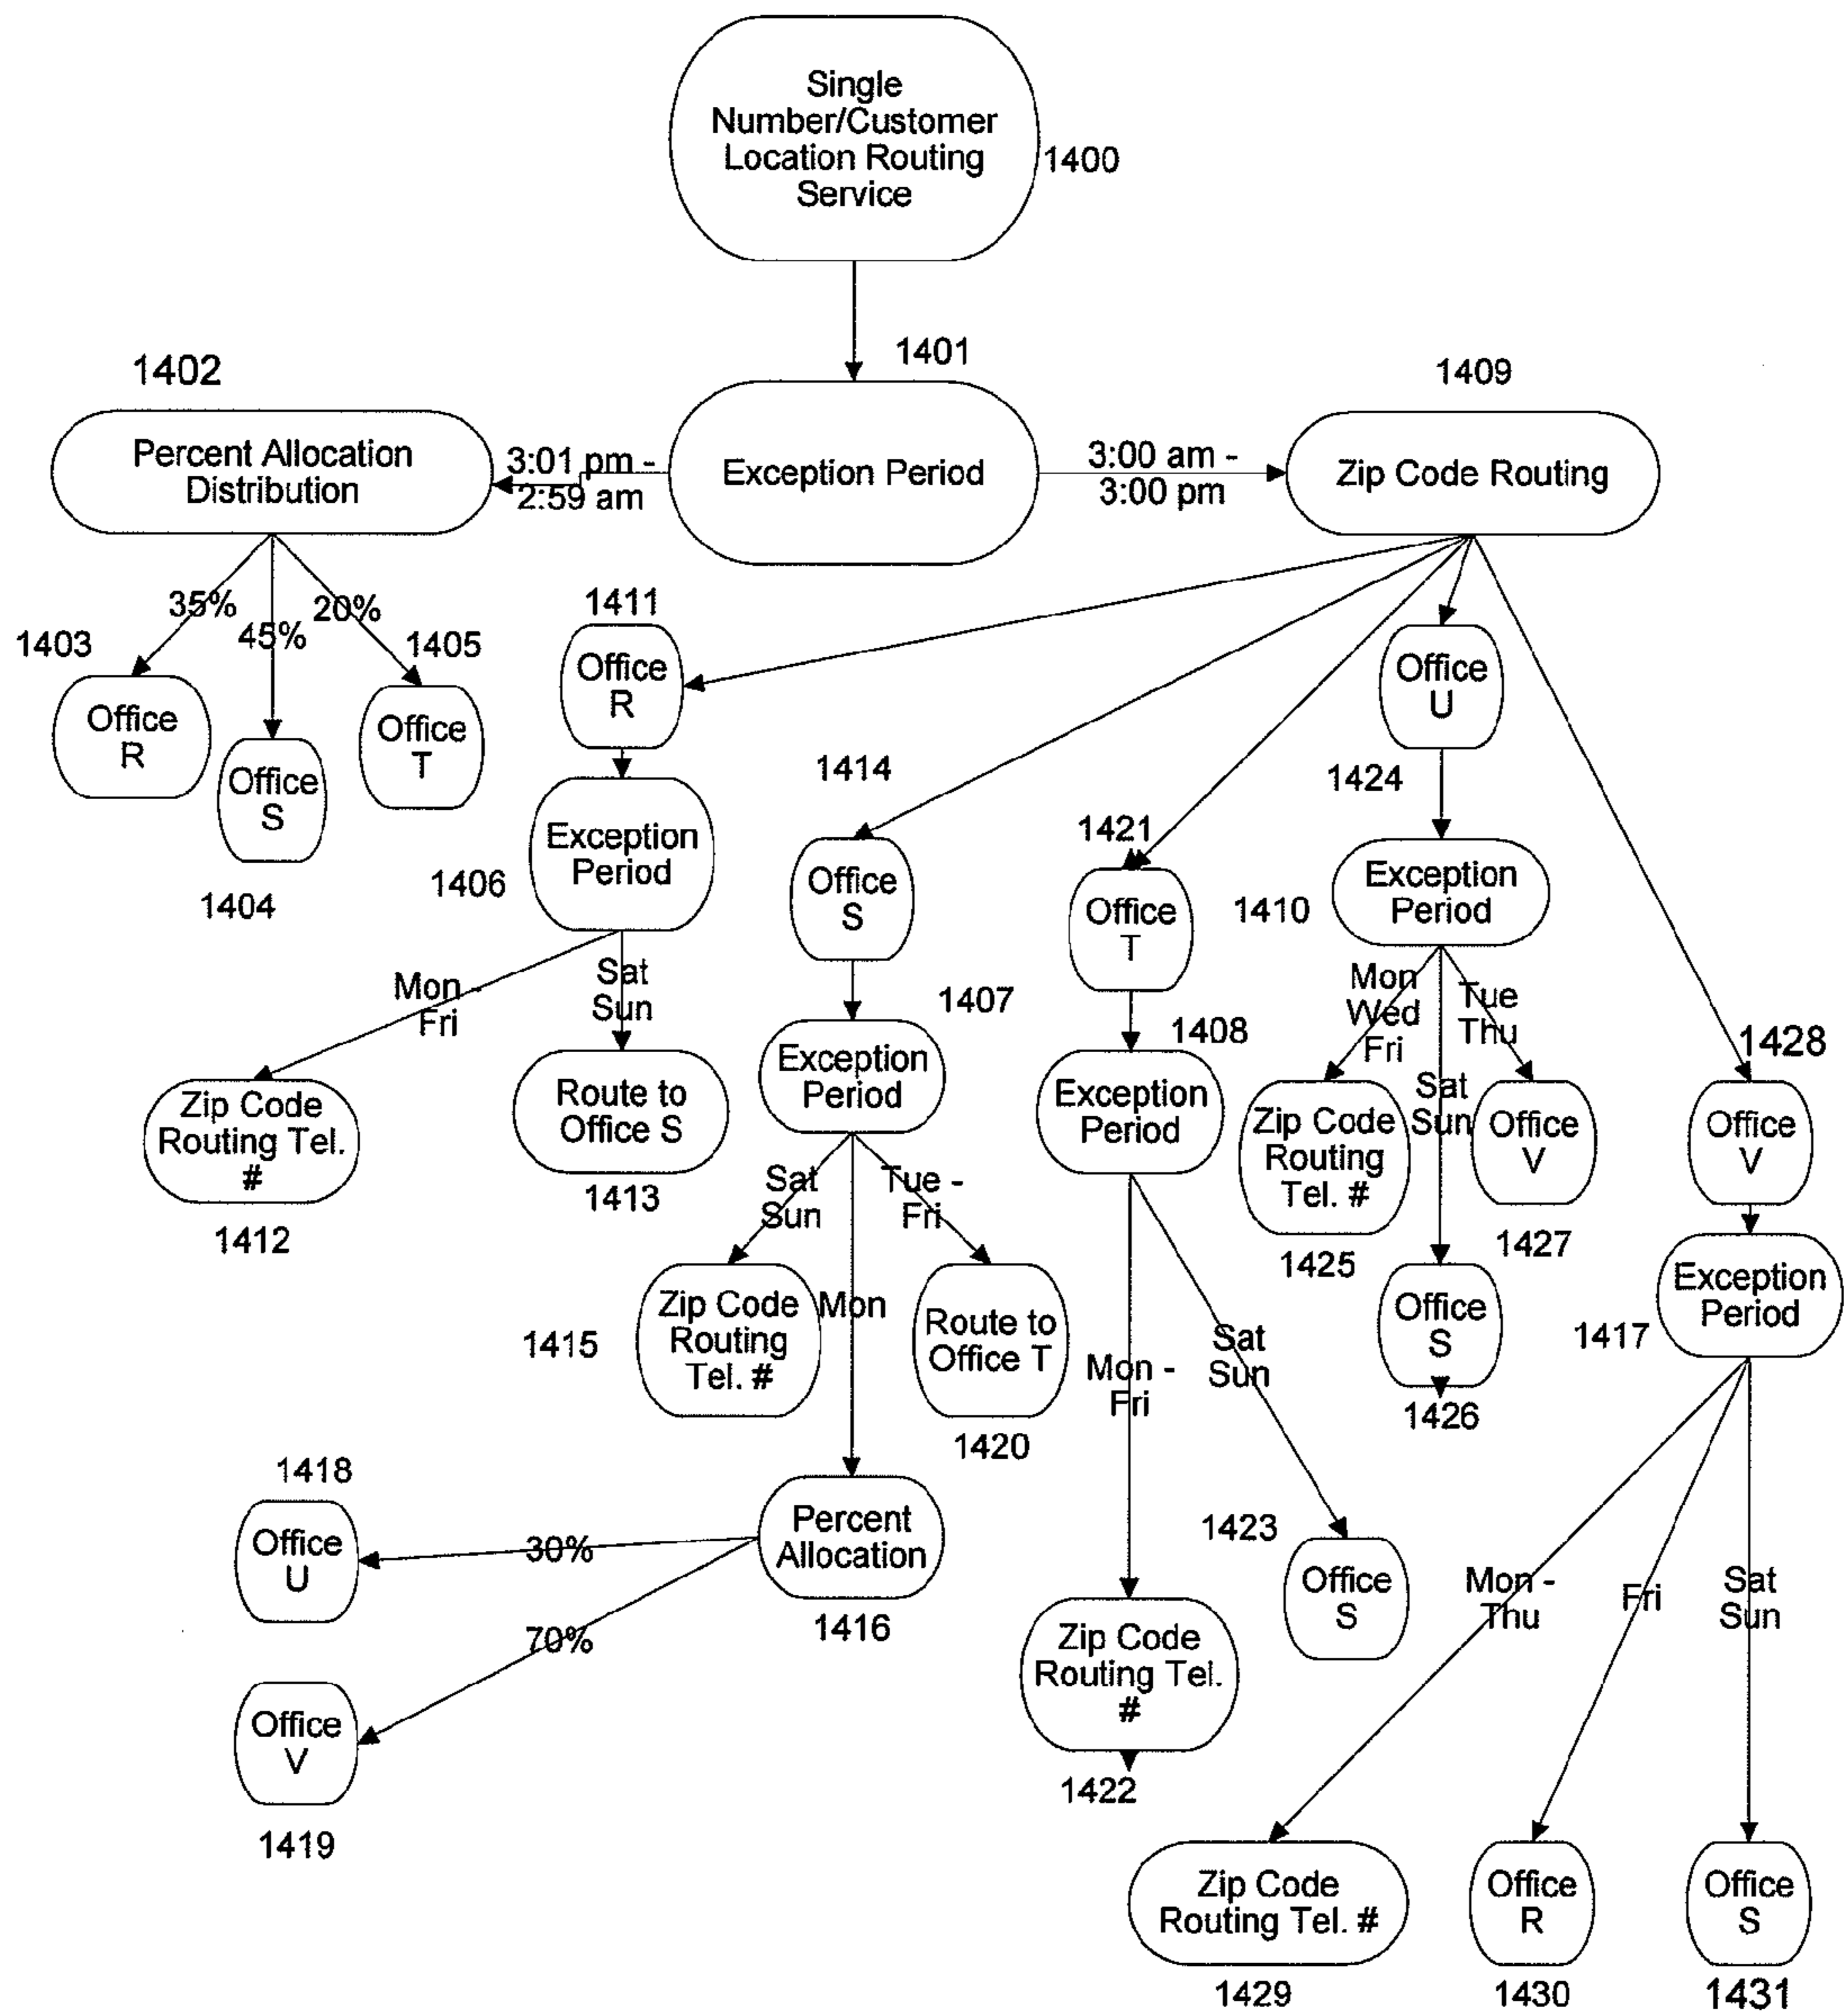 Single
Number/Customer
Location Routing
Service
1400
1401
1402
1409
Percent Allocation
Distribution
3:01 pm -
2:59 am
Exception Period
3:00 am -
3:00 pm
Zip Code Routing
35%
45%
20%
1403
1405
Office
R
Office
S
Office
T
1404
1411
Office
R
1406
Exception
Period
Mon -
Fri
Sat
Sun
Zip Code
Routing Tel.
#
1412
Route to
Office S
1413
1414
Office
S
1407
Exception
Period
Sat
Sun
Mon
Tue -
Fri
1415
Zip Code
Routing
Tel. #
Route to
Office T
1420
Percent
Allocation
1416
30%
70%
1418
Office
U
Office
V
1419
1421
Office
T
1408
Exception
Period
Mon -
Fri
Sat
Sun
Zip Code
Routing Tel.
#
1422
1423
Office
S
Office
U
1424
1410
Exception
Period
Mon
Wed
Fri
Sat
Sun
Tue
Thu
Zip Code
Routing
Tel. #
1425
Office
S
1426
Office
V
1427
1428
Office
V
Exception
Period
1417
Mon -
Thu
Fri
Sat
Sun
Zip Code
Routing Tel. #
1429
Office
R
1430
Office
S
1431